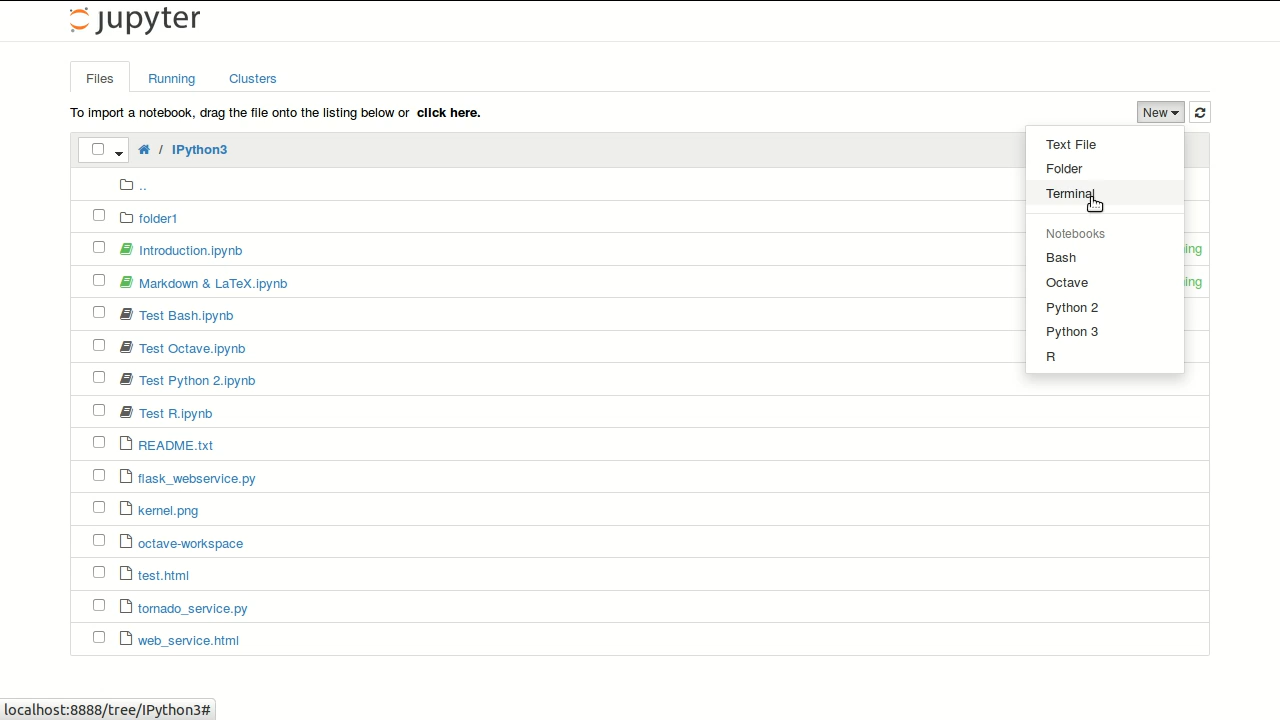 jupyter
Files Running Clusters
To import a notebook, drag the file onto the listing below or click here.
New
/ IPython3
Text File
Folder
Terminal
Notebooks
Bash
Octave
Python 2
Python 3
R
..
folder1
Introduction.ipynb
Markdown & LaTeX.ipynb
Test Bash.ipynb
Test Octave.ipynb
Test Python 2.ipynb
Test R.ipynb
README.txt
flask_webservice.py
kernel.png
octave-workspace
test.html
tornado_service.py
web_service.html
localhost:8888/tree/IPython3#